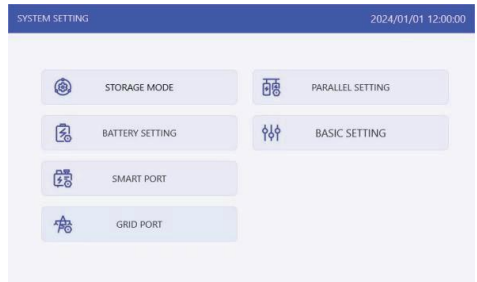 SYSTEM SETTING
2024/01/01 12:00:00
STORAGE MODE
PARALLEL SETTING
BATTERY SETTING
BASIC SETTING
SMART PORT
GRID PORT